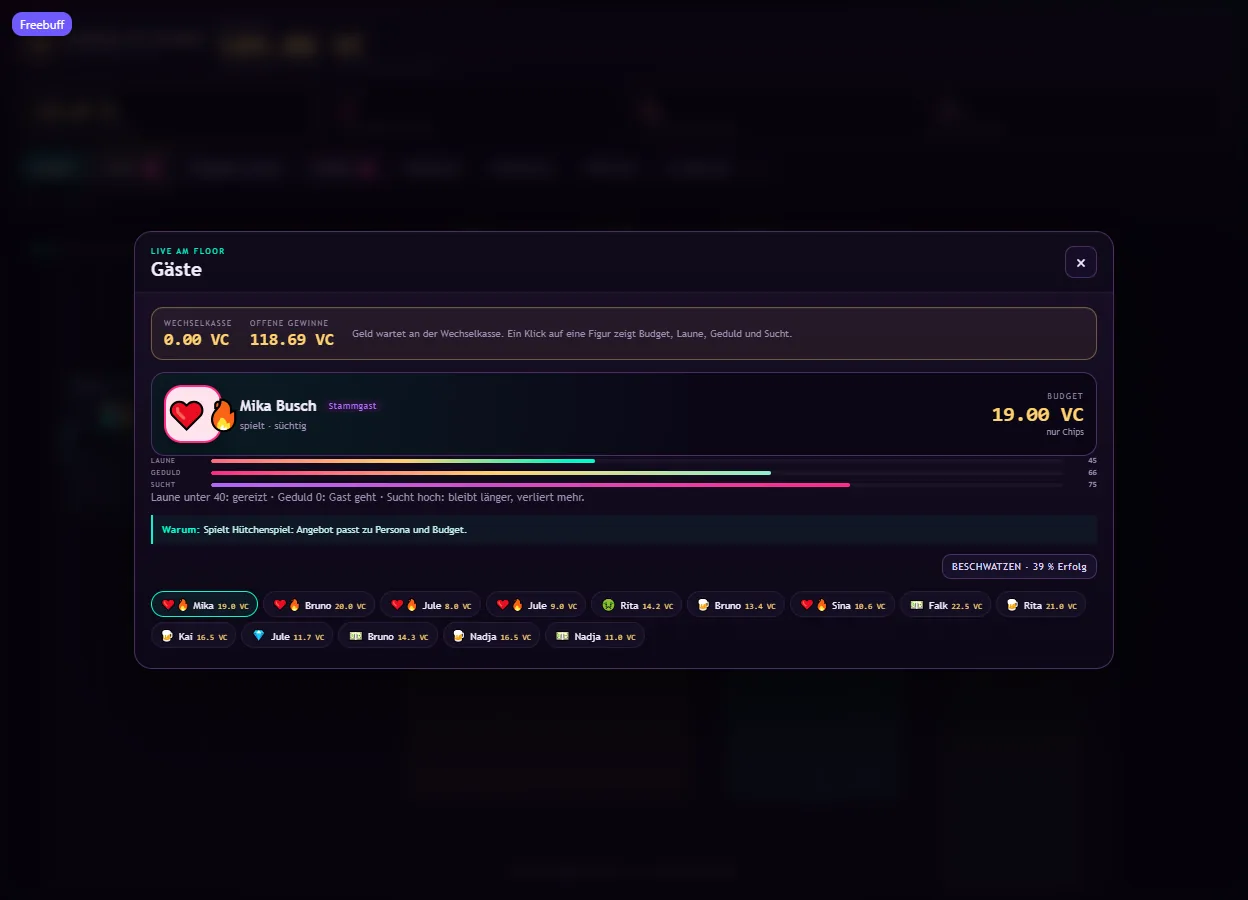 Freebuff
LIVE AM FLOOR
Gäste
×
WECHSELKASSE
0.00 VC
OFFENE GEWINNE
118.69 VC
Geld wartet an der Wechselkasse. Ein Klick auf eine Figur zeigt Budget, Laune, Geduld und Sucht.
Mika Busch Stammgast
spielt · süchtig
BUDGET
19.00 VC
nur Chips
LAUNE 45
GEDULD 66
SUCHT 75
Laune unter 40: gereizt · Geduld 0: Gast geht · Sucht hoch: bleibt länger, verliert mehr.
Warum: Spielt Hütchenspiel: Angebot passt zu Persona und Budget.
BESCHWATZEN · 39 % Erfolg
Mika 19.0 VC Bruno 20.0 VC Jule 8.0 VC Jule 9.0 VC Rita 14.2 VC Bruno 13.4 VC Sina 10.6 VC Falk 22.5 VC Rita 21.0 VC
Kai 16.5 VC Jule 11.7 VC Bruno 14.3 VC Nadja 16.5 VC Nadja 11.0 VC